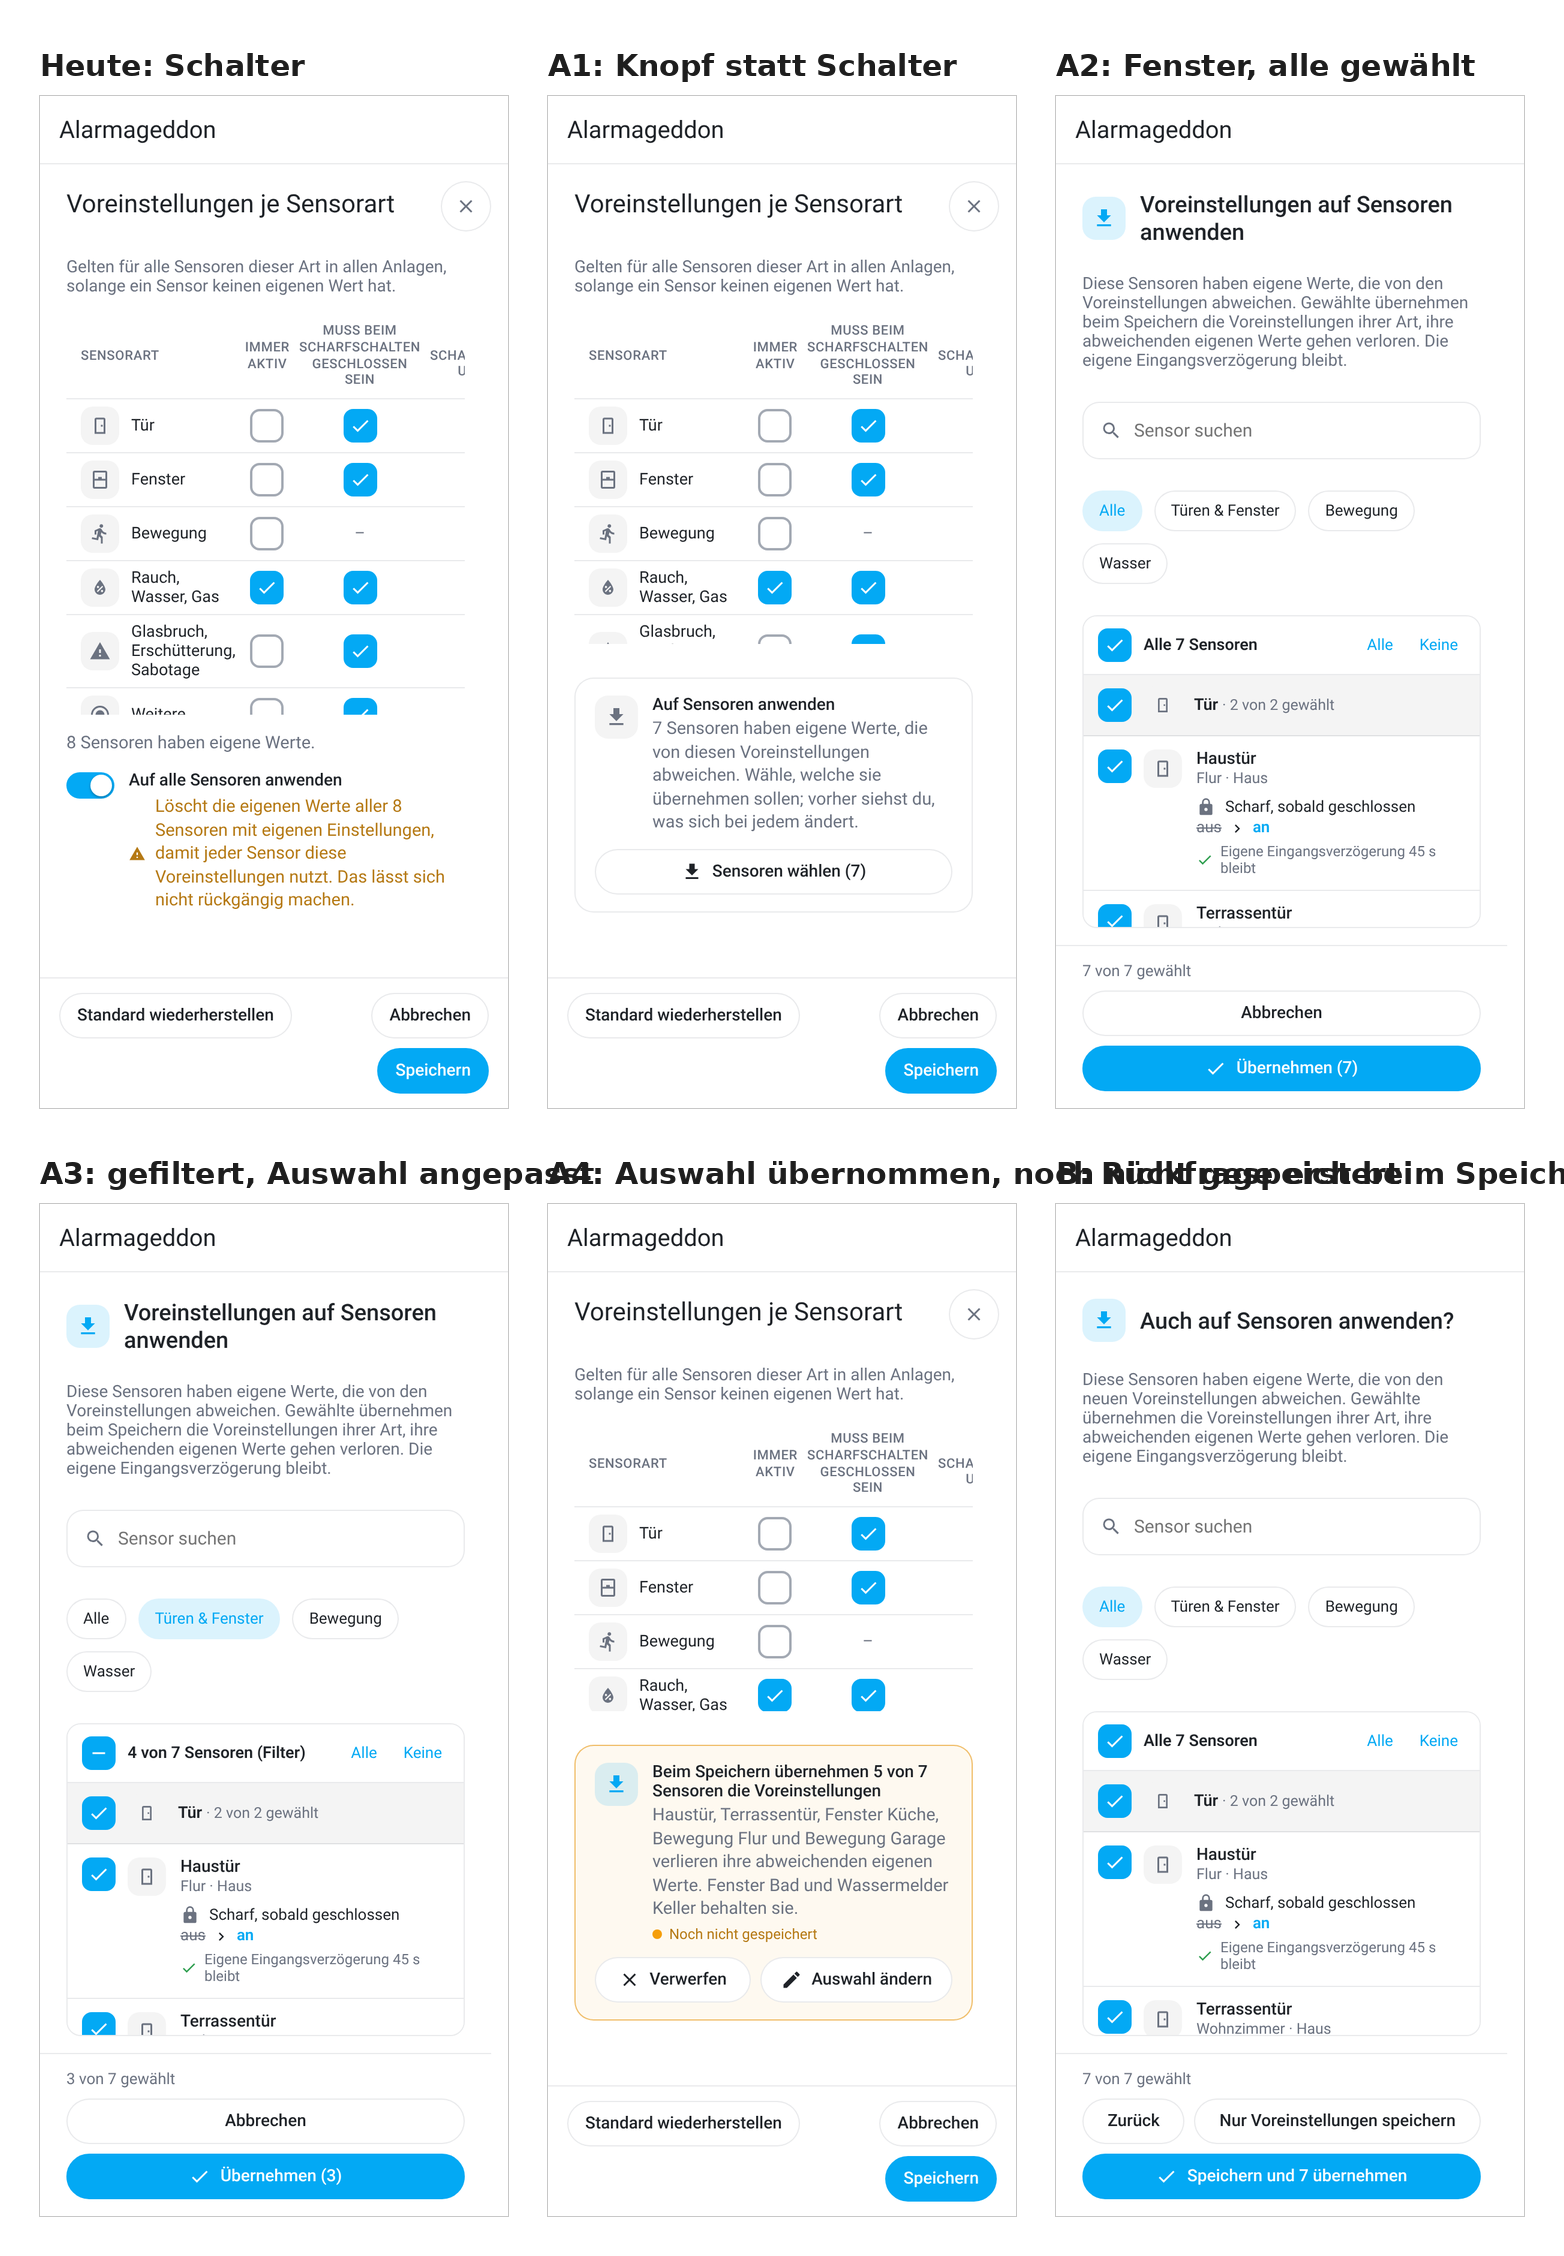 Heute: Schalter
Alarmageddon
Voreinstellungen je Sensorart
Gelten für alle Sensoren dieser Art in allen Anlagen,
solange ein Sensor keinen eigenen Wert hat.
SENSORART
IMMER
AKTIV
MUSS BEIM
SCHARFSCHALTEN
GESCHLOSSEN
SEIN
SCHA
U
Tür
Fenster
Bewegung
–
Rauch,
Wasser, Gas
Glasbruch,
Erschütterung,
Sabotage
Weitere
8 Sensoren haben eigene Werte.
Auf alle Sensoren anwenden
Löscht die eigenen Werte aller 8
Sensoren mit eigenen Einstellungen,
damit jeder Sensor diese
Voreinstellungen nutzt. Das lässt sich
nicht rückgängig machen.
Standard wiederherstellen
Abbrechen
Speichern
A1: Knopf statt Schalter
Alarmageddon
Voreinstellungen je Sensorart
Gelten für alle Sensoren dieser Art in allen Anlagen,
solange ein Sensor keinen eigenen Wert hat.
SENSORART
IMMER
AKTIV
MUSS BEIM
SCHARFSCHALTEN
GESCHLOSSEN
SEIN
SCHA
U
Tür
Fenster
Bewegung
–
Rauch,
Wasser, Gas
Glasbruch,
Auf Sensoren anwenden
7 Sensoren haben eigene Werte, die
von diesen Voreinstellungen
abweichen. Wähle, welche sie
übernehmen sollen; vorher siehst du,
was sich bei jedem ändert.
Sensoren wählen (7)
Standard wiederherstellen
Abbrechen
Speichern
A2: Fenster, alle gewählt
Alarmageddon
Voreinstellungen auf Sensoren
anwenden
Diese Sensoren haben eigene Werte, die von den
Voreinstellungen abweichen. Gewählte übernehmen
beim Speichern die Voreinstellungen ihrer Art, ihre
abweichenden eigenen Werte gehen verloren. Die
eigene Eingangsverzögerung bleibt.
Sensor suchen
Alle
Türen & Fenster
Bewegung
Wasser
Alle 7 Sensoren
Alle
Keine
Tür · 2 von 2 gewählt
Haustür
Flur · Haus
Scharf, sobald geschlossen
aus > an
Eigene Eingangsverzögerung 45 s
bleibt
Terrassentür
7 von 7 gewählt
Abbrechen
Übernehmen (7)
A3: gefiltert, Auswahl angepasst
Alarmageddon
Voreinstellungen auf Sensoren
anwenden
Diese Sensoren haben eigene Werte, die von den
Voreinstellungen abweichen. Gewählte übernehmen
beim Speichern die Voreinstellungen ihrer Art, ihre
abweichenden eigenen Werte gehen verloren. Die
eigene Eingangsverzögerung bleibt.
Sensor suchen
Alle
Türen & Fenster
Bewegung
Wasser
4 von 7 Sensoren (Filter)
Alle
Keine
Tür · 2 von 2 gewählt
Haustür
Flur · Haus
Scharf, sobald geschlossen
aus > an
Eigene Eingangsverzögerung 45 s
bleibt
Terrassentür
3 von 7 gewählt
Abbrechen
Übernehmen (3)
A4: Auswahl übernommen, noch nicht gespeichert
Alarmageddon
Voreinstellungen je Sensorart
Gelten für alle Sensoren dieser Art in allen Anlagen,
solange ein Sensor keinen eigenen Wert hat.
SENSORART
IMMER
AKTIV
MUSS BEIM
SCHARFSCHALTEN
GESCHLOSSEN
SEIN
SCHA
U
Tür
Fenster
Bewegung
–
Rauch,
Wasser, Gas
Beim Speichern übernehmen 5 von 7
Sensoren die Voreinstellungen
Haustür, Terrassentür, Fenster Küche,
Bewegung Flur und Bewegung Garage
verlieren ihre abweichenden eigenen
Werte. Fenster Bad und Wassermelder
Keller behalten sie.
Noch nicht gespeichert
Verwerfen
Auswahl ändern
Standard wiederherstellen
Abbrechen
Speichern
B: Rückfrage erst beim Speich
Alarmageddon
Auch auf Sensoren anwenden?
Diese Sensoren haben eigene Werte, die von den
neuen Voreinstellungen abweichen. Gewählte
übernehmen die Voreinstellungen ihrer Art, ihre
abweichenden eigenen Werte gehen verloren. Die
eigene Eingangsverzögerung bleibt.
Sensor suchen
Alle
Türen & Fenster
Bewegung
Wasser
Alle 7 Sensoren
Alle
Keine
Tür · 2 von 2 gewählt
Haustür
Flur · Haus
Scharf, sobald geschlossen
aus > an
Eigene Eingangsverzögerung 45 s
bleibt
Terrassentür
Wohnzimmer · Haus
7 von 7 gewählt
Zurück
Nur Voreinstellungen speichern
Speichern und 7 übernehmen